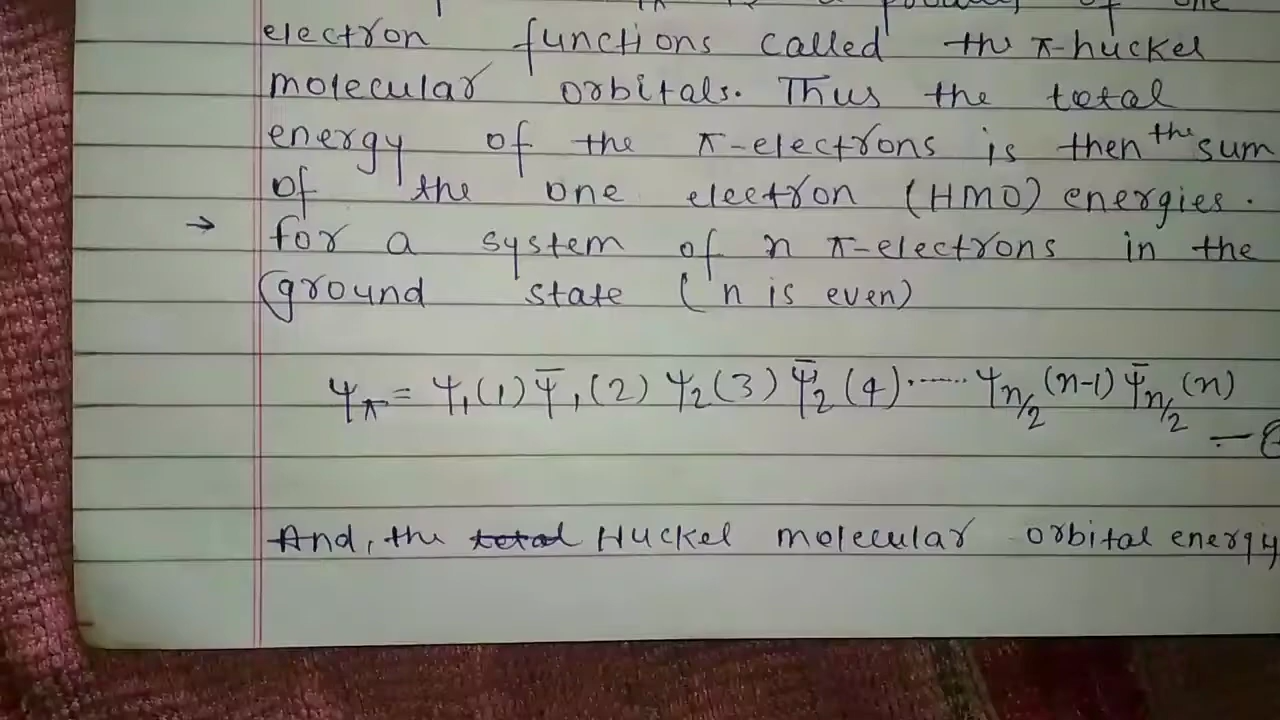 of one
electron functions called the π-huckel
molecular orbitals. Thus the total
energy of the π-electrons is then the sum
of the one electron (HMO) energies.
→ for a system of n π-electrons in the
ground state (n is even)
Ψπ = Ψ₁(1) Ψ̄₁(2) Ψ₂(3) Ψ̄₂(4)...... Ψn/2 (n-1) Ψ̄n/2 (n)
And, the total Huckel molecular orbital energy